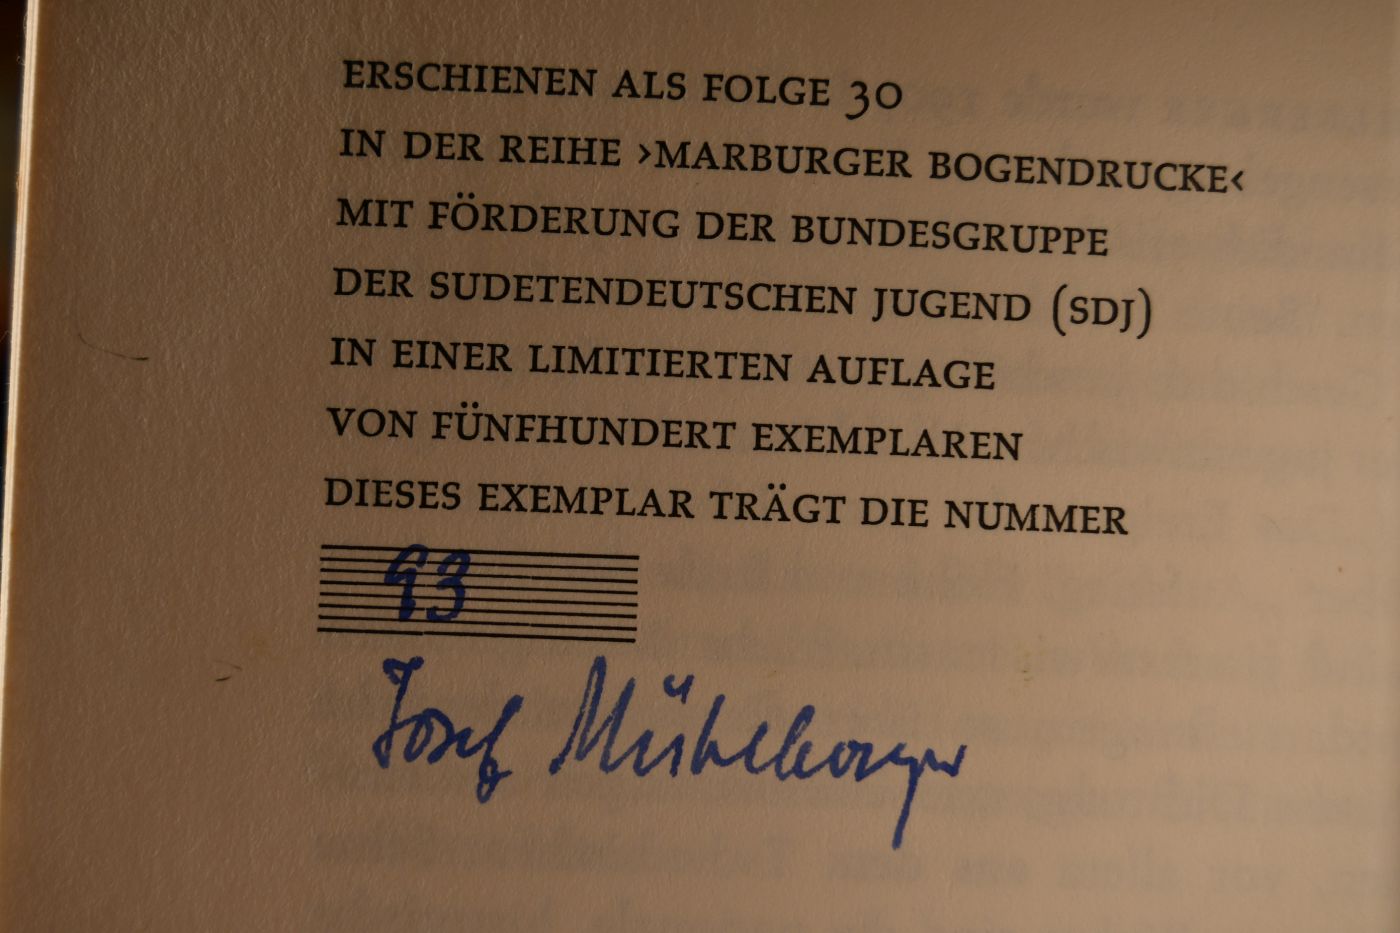 ERSCHIENEN ALS FOLGE 30
IN DER REIHE ›MARBURGER BOGENDRUCKE‹
MIT FÖRDERUNG DER BUNDESGRUPPE
DER SUDETENDEUTSCHEN JUGEND (SDJ)
IN EINER LIMITIERTEN AUFLAGE
VON FÜNFHUNDERT EXEMPLAREN
DIESES EXEMPLAR TRÄGT DIE NUMMER
93
Josef Mühlberger